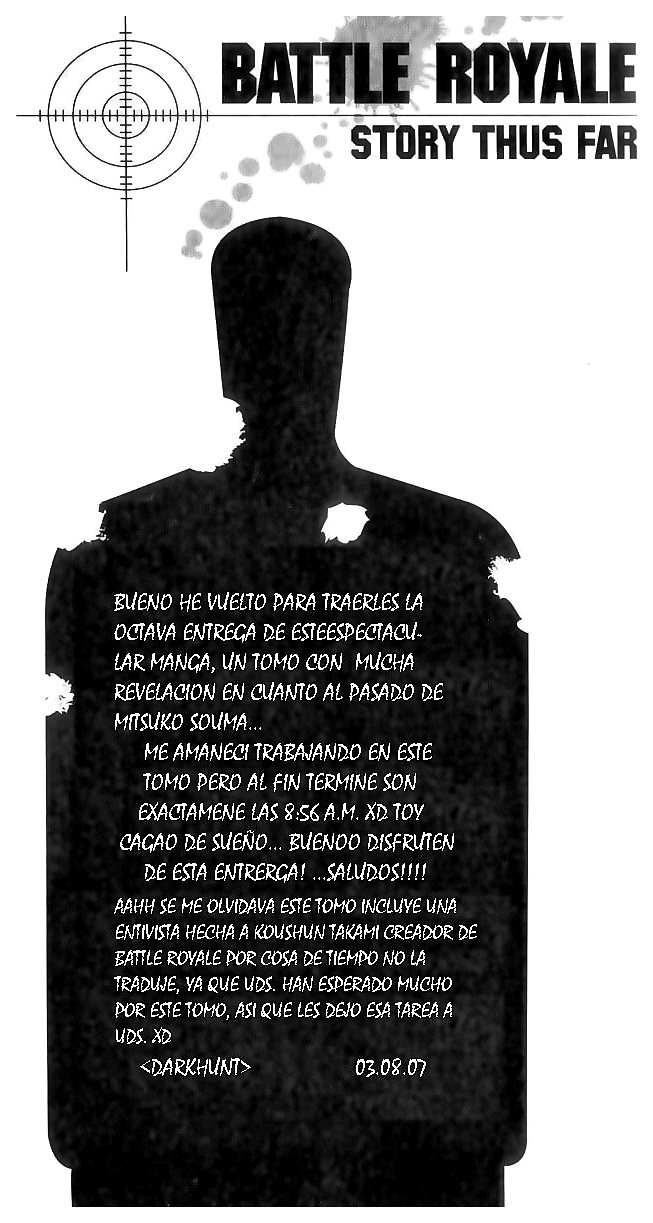 BATTLE ROYALE
STORY THUS FAR
BUENO HE VUELTO PARA TRAERLES LA
OCTAVA ENTREGA DE ESTEESPECTACU-
LAR MANGA, UN TOMO CON MUCHA
REVELACION EN CUANTO AL PASADO DE
MITSUKO SOUMA...
ME AMANECI TRABAJANDO EN ESTE
TOMO PERO AL FIN TERMINE SON
EXACTAMENE LAS 8:56 A.M. XD TOY
CAGAO DE SUEÑO... BUENOO DISFRUTEN
DE ESTA ENTRERGA! ...SALUDOS!!!!
AAHH SE ME OLVIDAVA ESTE TOMO INCLUYE UNA
ENTIVISTA HECHA A KOUSHUN TAKAMI CREADOR DE
BATTLE ROYALE POR COSA DE TIEMPO NO LA
TRADUJE, YA QUE UDS. HAN ESPERADO MUCHO
POR ESTE TOMO, ASI QUE LES DEJO ESA TAREA A
UDS. XD
<DARKHUNT> 03.08.07